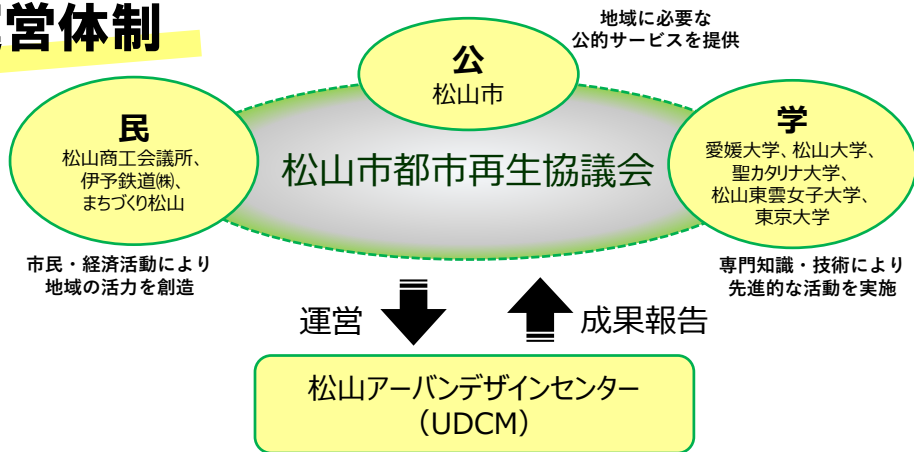 運営体制
地域に必要な
公的サービスを提供
公
松山市
民
松山商工会議所、
伊予鉄道㈱、
まちづくり松山
学
愛媛大学、松山大学、
聖カタリナ大学、
松山東雲女子大学、
東京大学
松山市都市再生協議会
市民・経済活動により
地域の活力を創造
専門知識・技術により
先進的な活動を実施
運営
成果報告
松山アーバンデザインセンター
（UDCM）